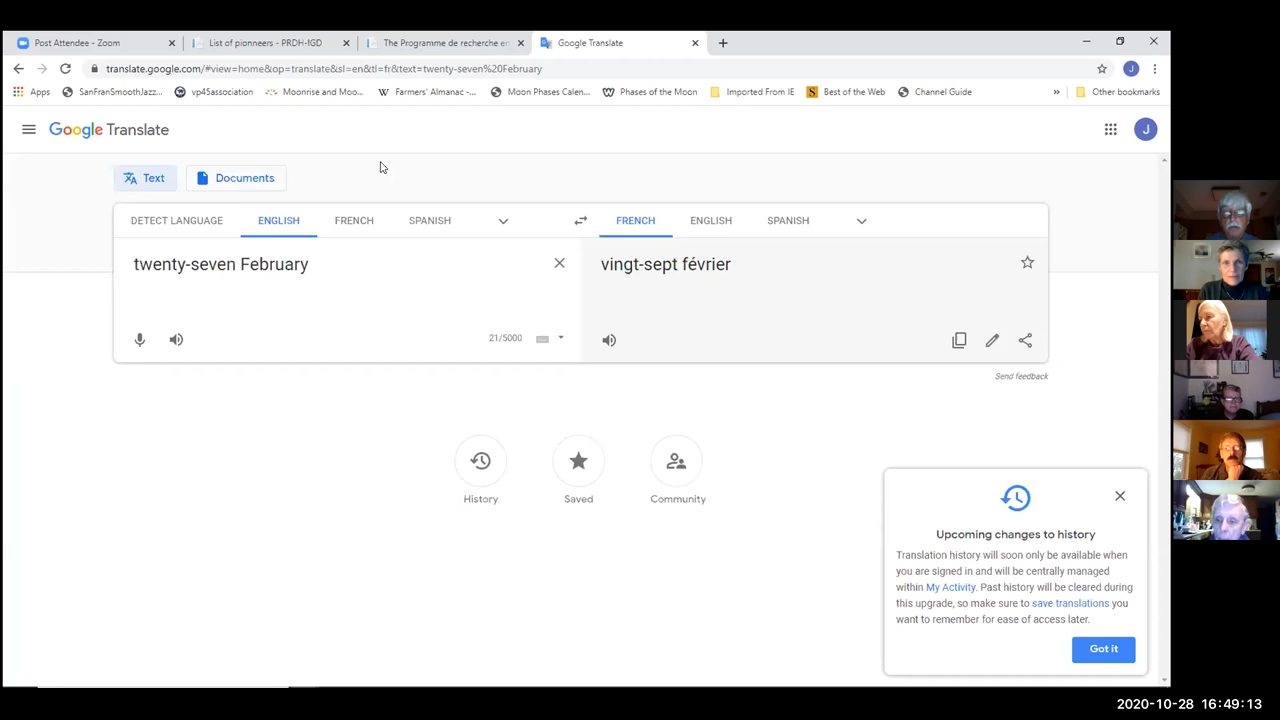 Post Attendee - Zoom
List of pionneers - PRDH-IGD
The Programme de recherche en
Google Translate
translate.google.com/#view=home&op=translate&sl=en&tl=fr&text=twenty-seven%20February
J
Apps
SanFranSmoothJazz...
vp45association
Moonrise and Moo...
Farmers' Almanac -...
Moon Phases Calen...
Phases of the Moon
Imported From IE
Best of the Web
Channel Guide
»
Other bookmarks
Google Translate
J
Text
Documents
DETECT LANGUAGE
ENGLISH
FRENCH
SPANISH
FRENCH
ENGLISH
SPANISH
twenty-seven February
vingt-sept février
21/5000
Send feedback
History
Saved
Community
Upcoming changes to history
Translation history will soon only be available when
you are signed in and will be centrally managed
within My Activity. Past history will be cleared during
this upgrade, so make sure to save translations you
want to remember for ease of access later.
Got it
2020-10-28 16:49:13